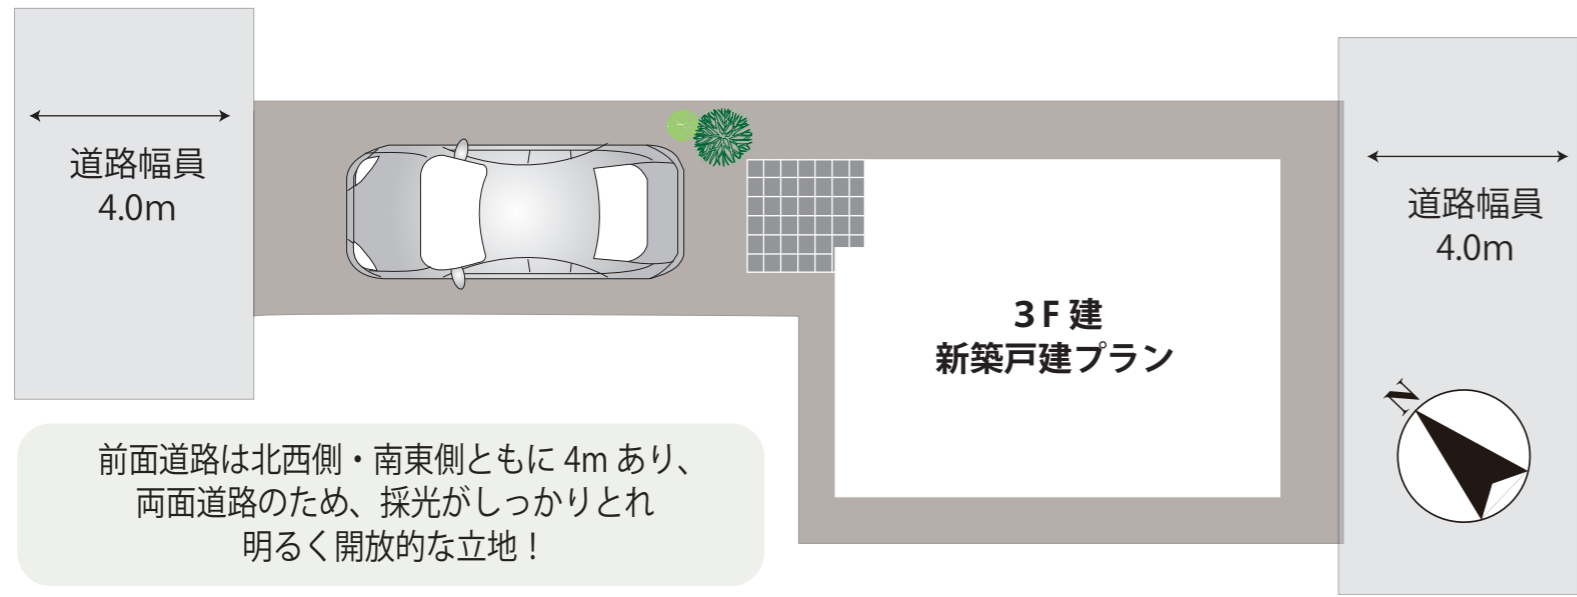 道路幅員
4.0m
道路幅員
4.0m
3F建
新築戸建プラン
N
前面道路は北西側・南東側ともに 4m あり、
両面道路のため、採光がしっかりとれ
明るく開放的な立地！